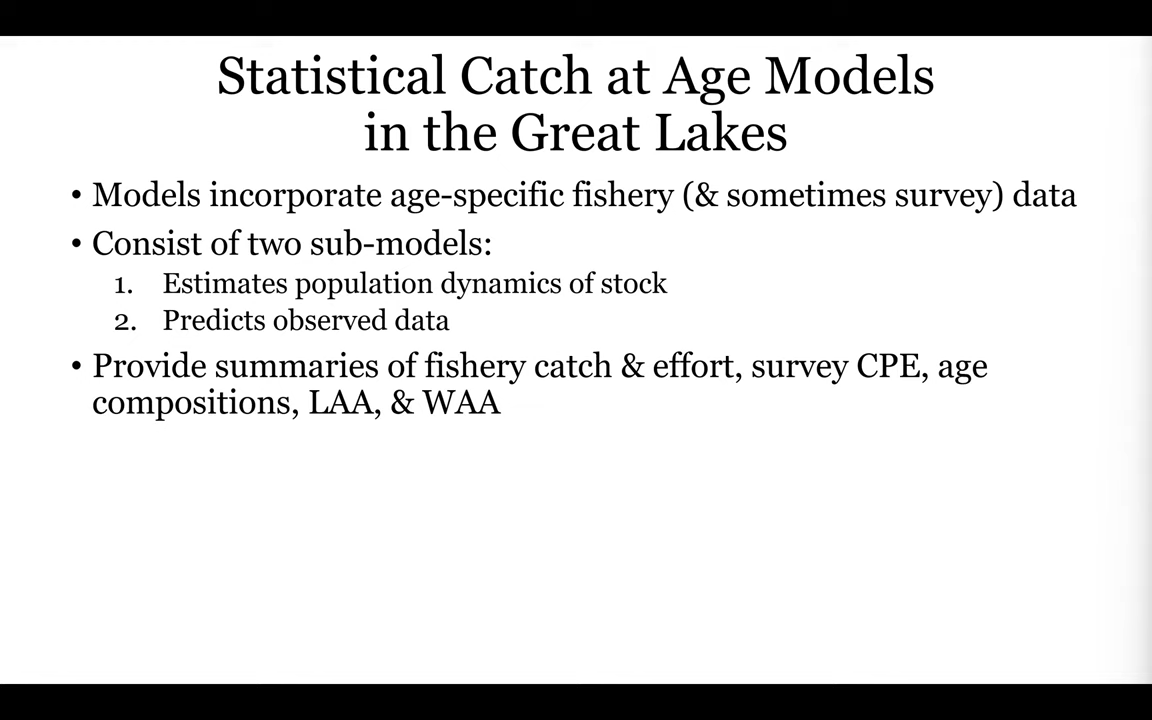 Statistical Catch at Age Models
in the Great Lakes
• Models incorporate age-specific fishery (& sometimes survey) data
• Consist of two sub-models:
1. Estimates population dynamics of stock
2. Predicts observed data
• Provide summaries of fishery catch & effort, survey CPE, age
compositions, LAA, & WAA